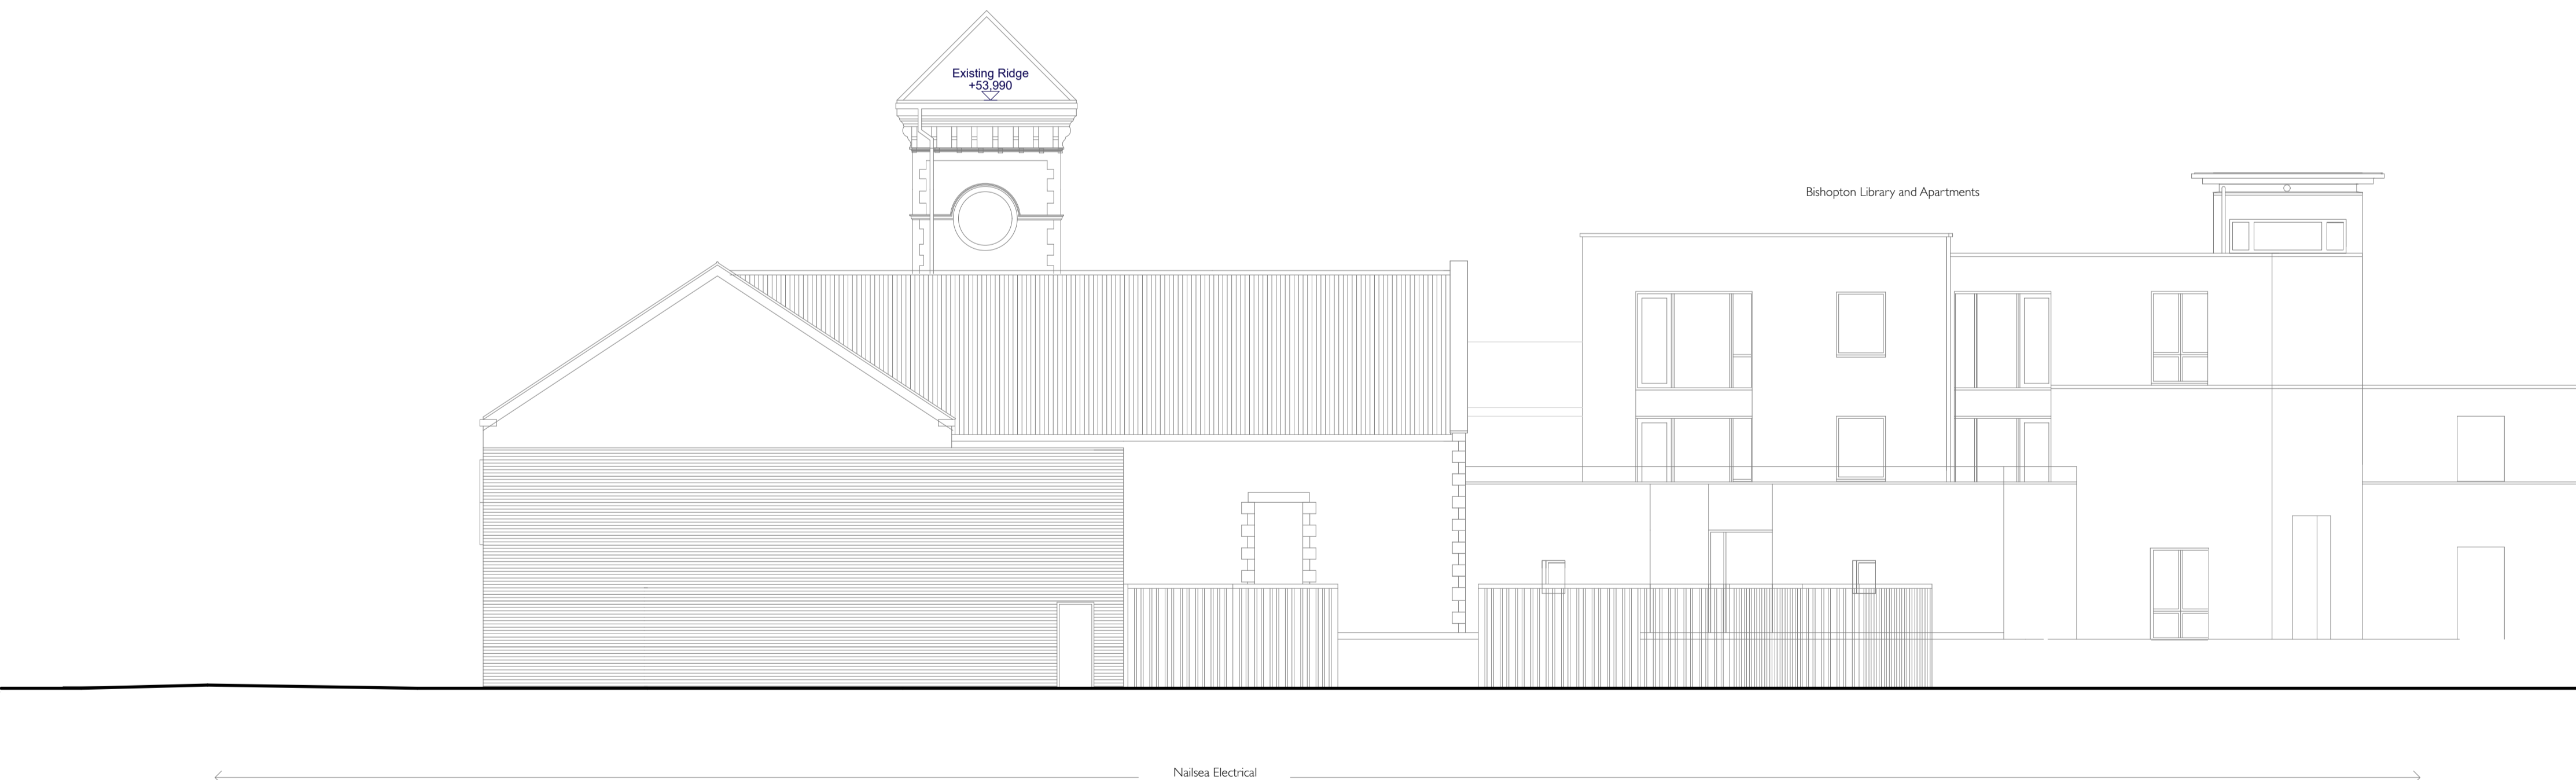 Existing Ridge
+53,990
Bishopton Library and Apartments
Nailsea Electrical